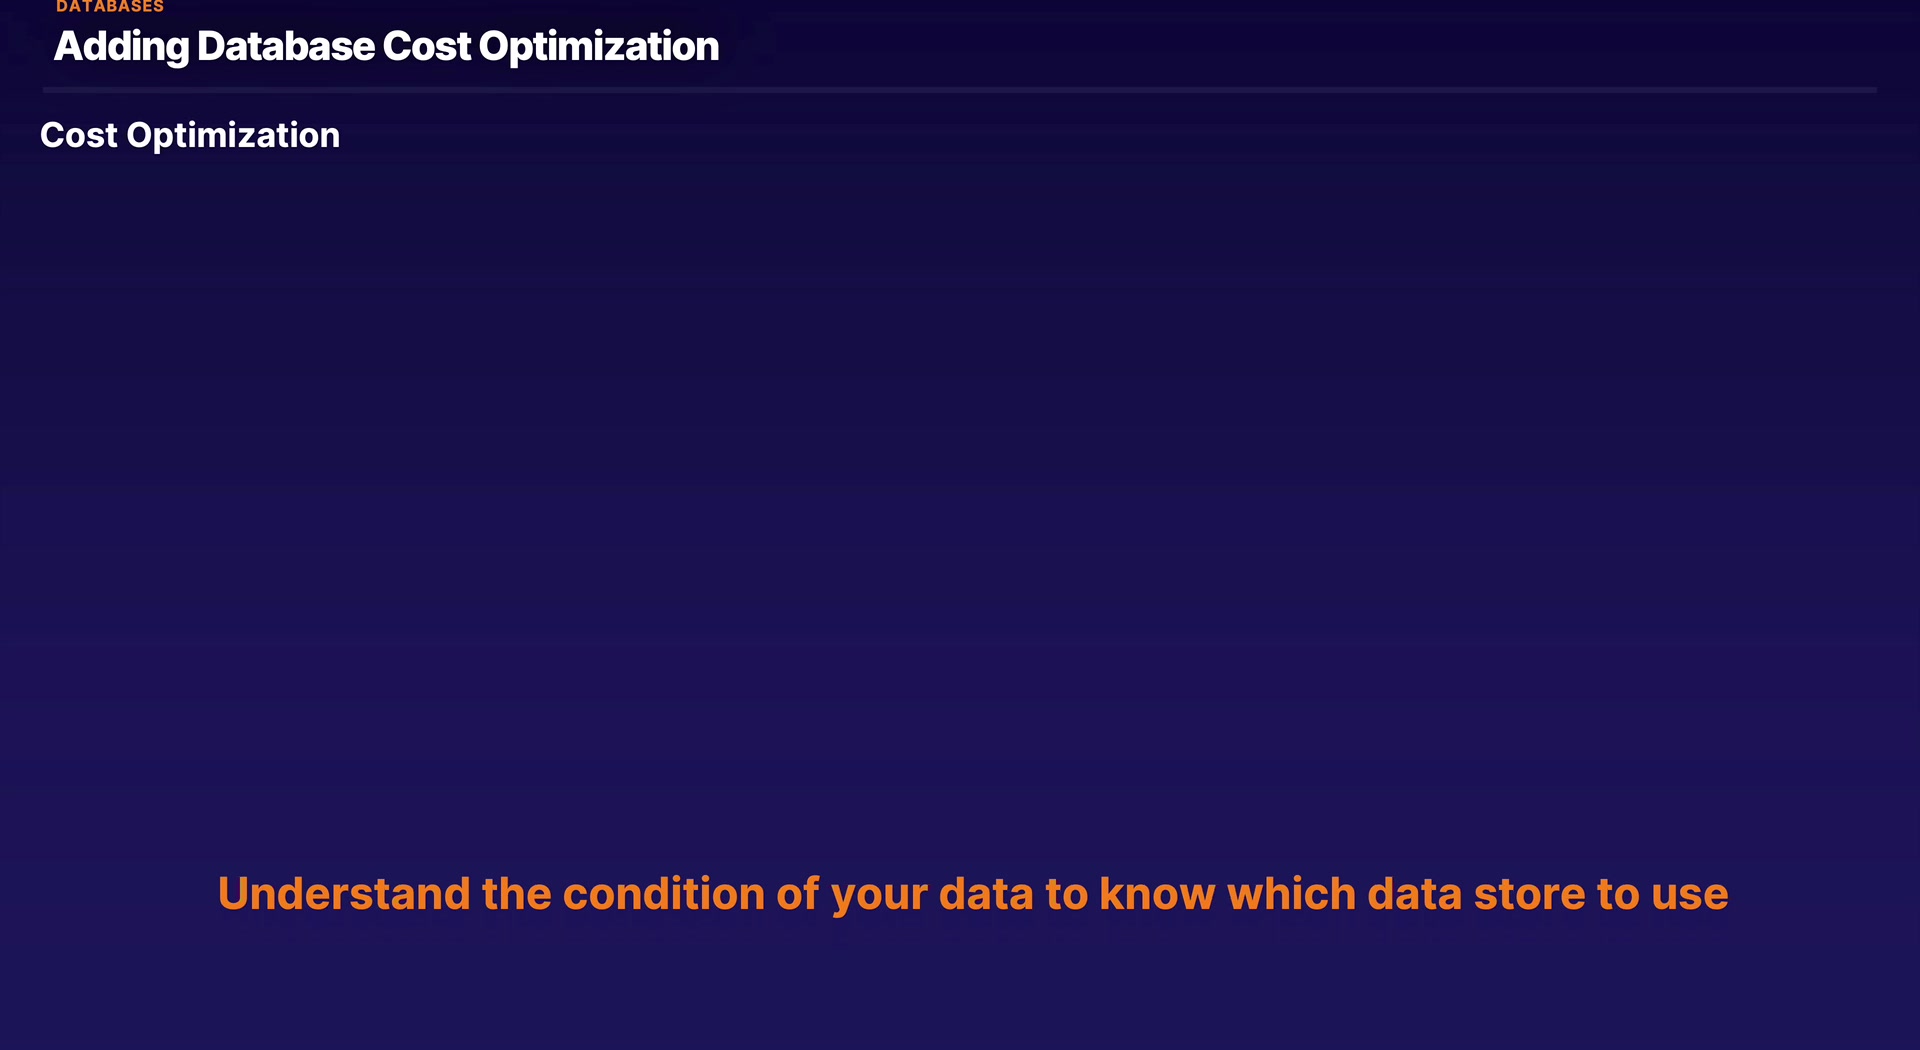 DATABASES
Adding Database Cost Optimization
Cost Optimization
Understand the condition of your data to know which data store to use